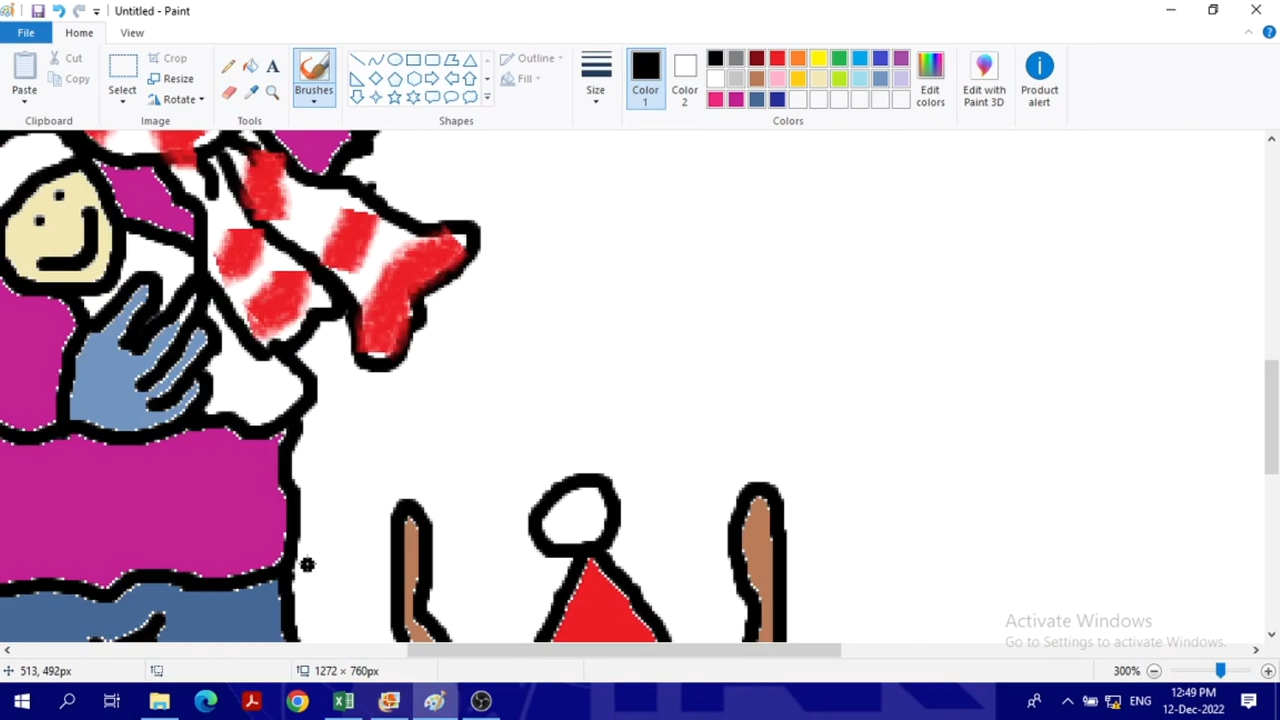 Untitled - Paint
File
Home
View
Paste
Cut
Copy
Clipboard
Select
Crop
Resize
Rotate
Image
A
Tools
Brushes
Shapes
Outline
Fill
Size
Color
1
Color
2
Edit
colors
Colors
Edit with
Paint 3D
Product
alert
Activate Windows
Go to Settings to activate Windows.
513, 492px
1272 × 760px
300%
ENG
12:49 PM
12-Dec-2022